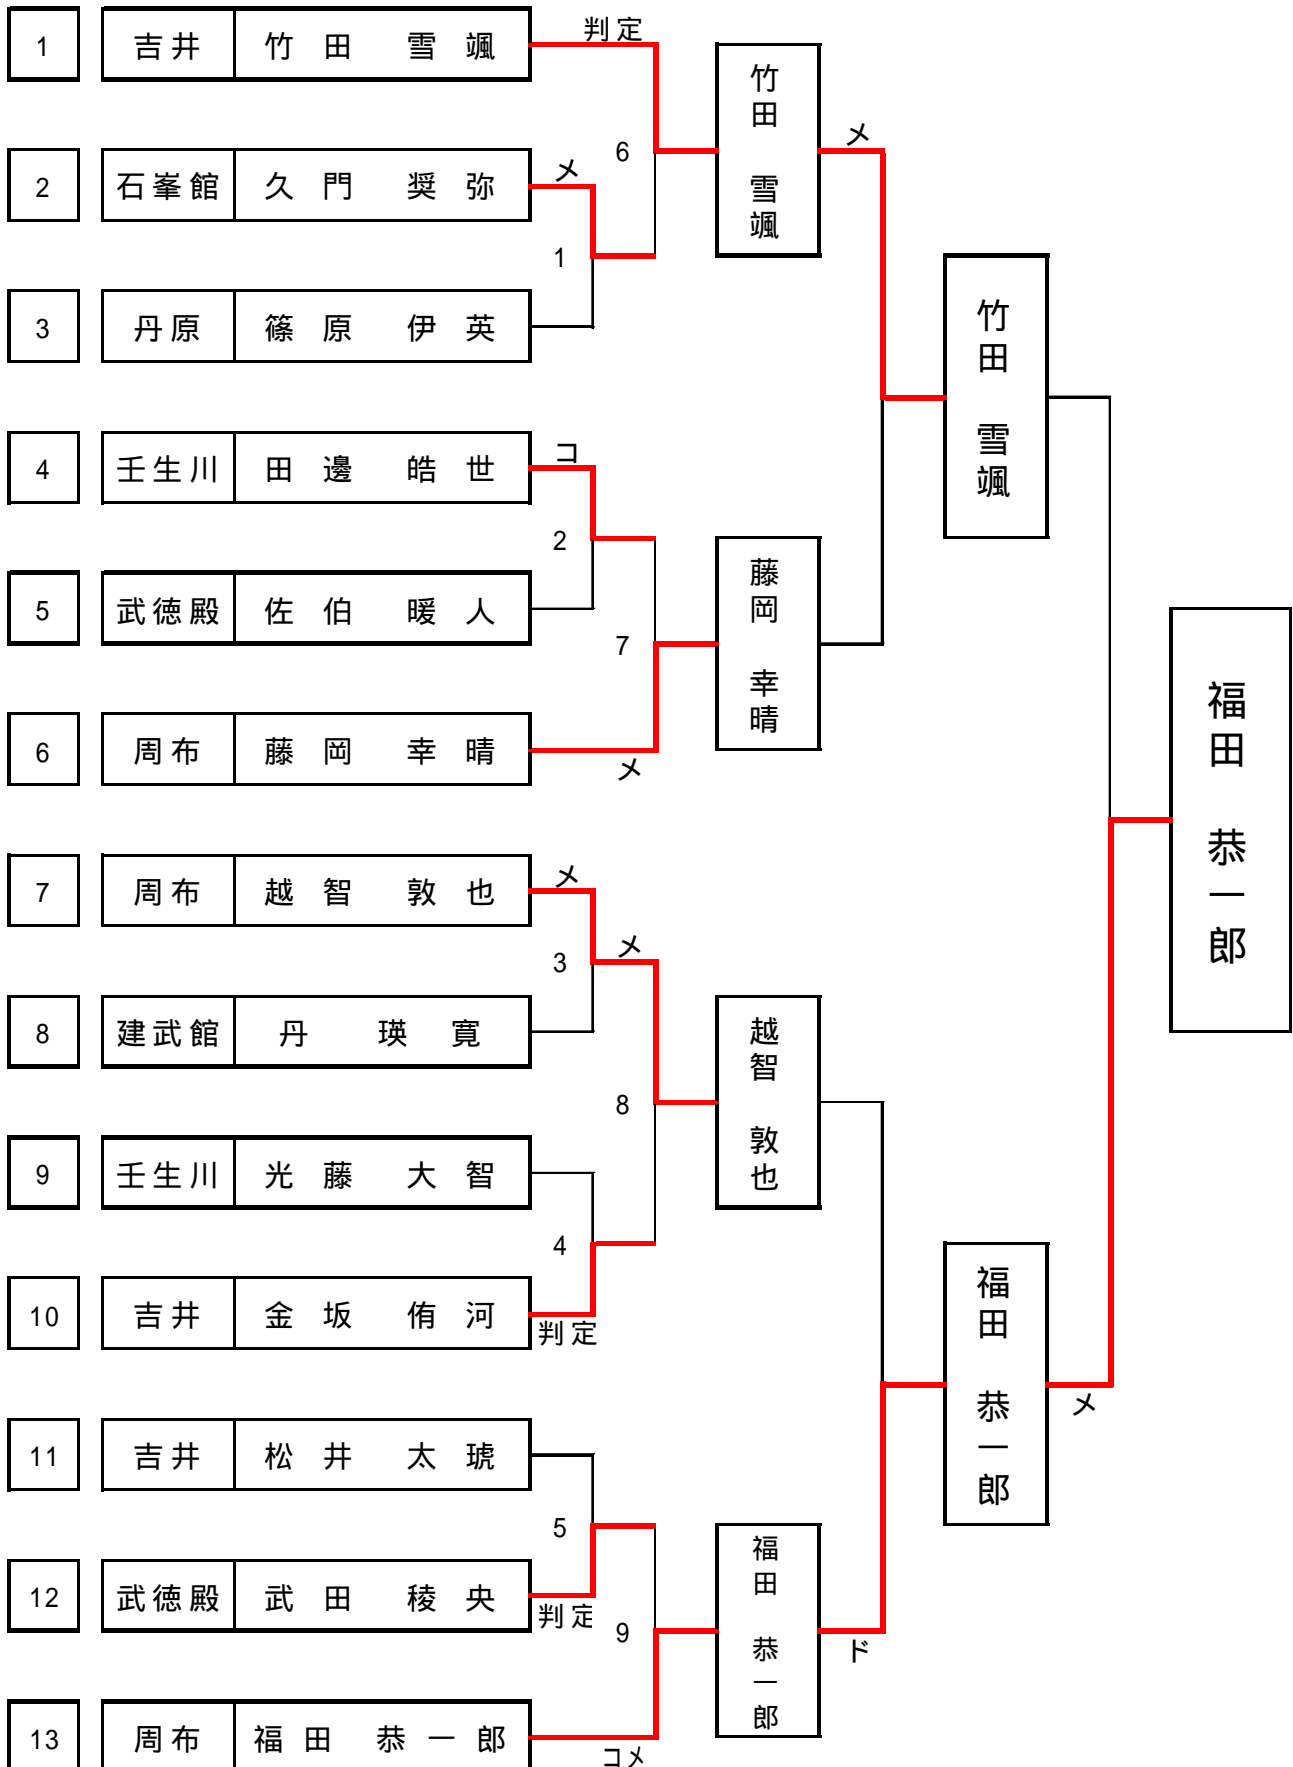 1 吉井 竹田 雪颯
判定
6
2 石峯館 久門 奨弥
メ
1
3 丹原 篠原 伊英
竹田 雪颯
メ
4 壬生川 田邊 皓世
コ
2
5 武徳殿 佐伯 暖人
7
6 周布 藤岡 幸晴
メ
藤岡 幸晴
竹田 雪颯
7 周布 越智 敦也
メ
3
メ
8 建武館 丹 瑛寛
8
9 壬生川 光藤 大智
4
10 吉井 金坂 侑河
判定
越智 敦也
11 吉井 松井 太琥
5
12 武徳殿 武田 稜央
判定
9
13 周布 福田 恭一郎
コメ
福田 恭一郎
ド
福田 恭一郎
メ
福田 恭一郎